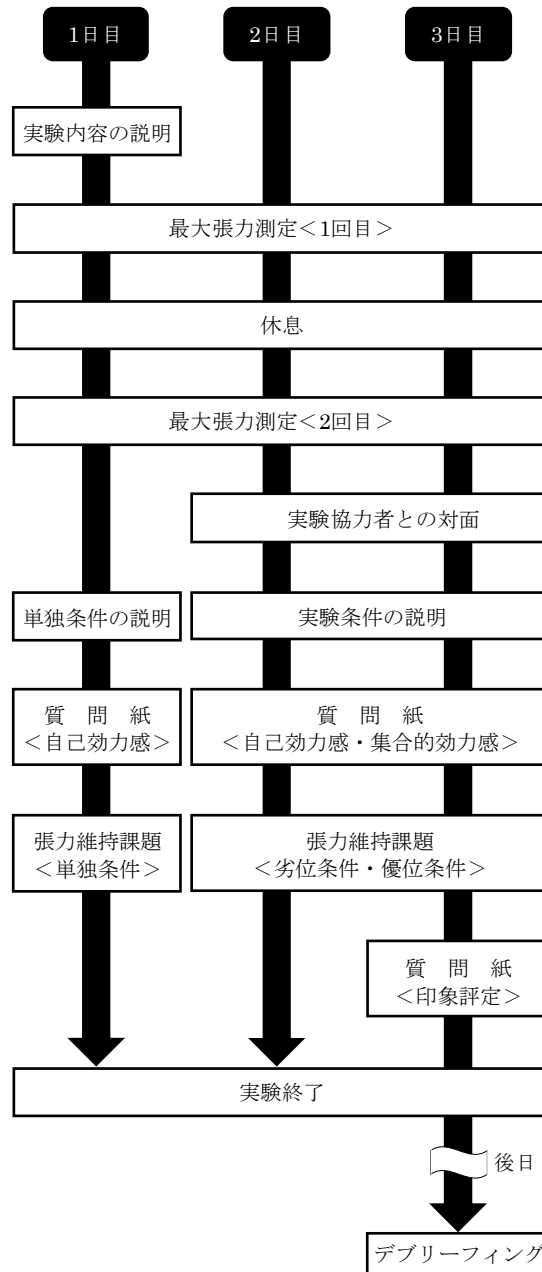 1日目
2日目
3日目
実験内容の説明
最大張力測定<1回目>
休息
最大張力測定<2回目>
実験協力者との対面
単独条件の説明
実験条件の説明
質　問　紙
<自己効力感>
質　問　紙
<自己効力感・集合的効力感>
張力維持課題
<単独条件>
張力維持課題
<劣位条件・優位条件>
質　問　紙
<印象評定>
実験終了
後日
デブリーフィング